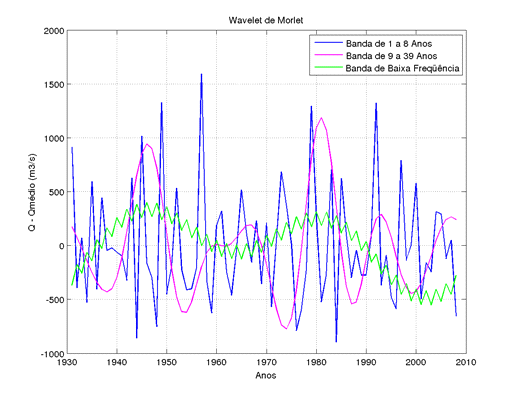 Wavelet de Morlet
Banda de 1 a 8 Anos
Banda de 9 a 39 Anos
Banda de Baixa Freqüência
2000
1500
1000
500
0
-500
-1000
Q - Qmédio (m3/s)
1930 1940 1950 1960 1970 1980 1990 2000 2010
Anos